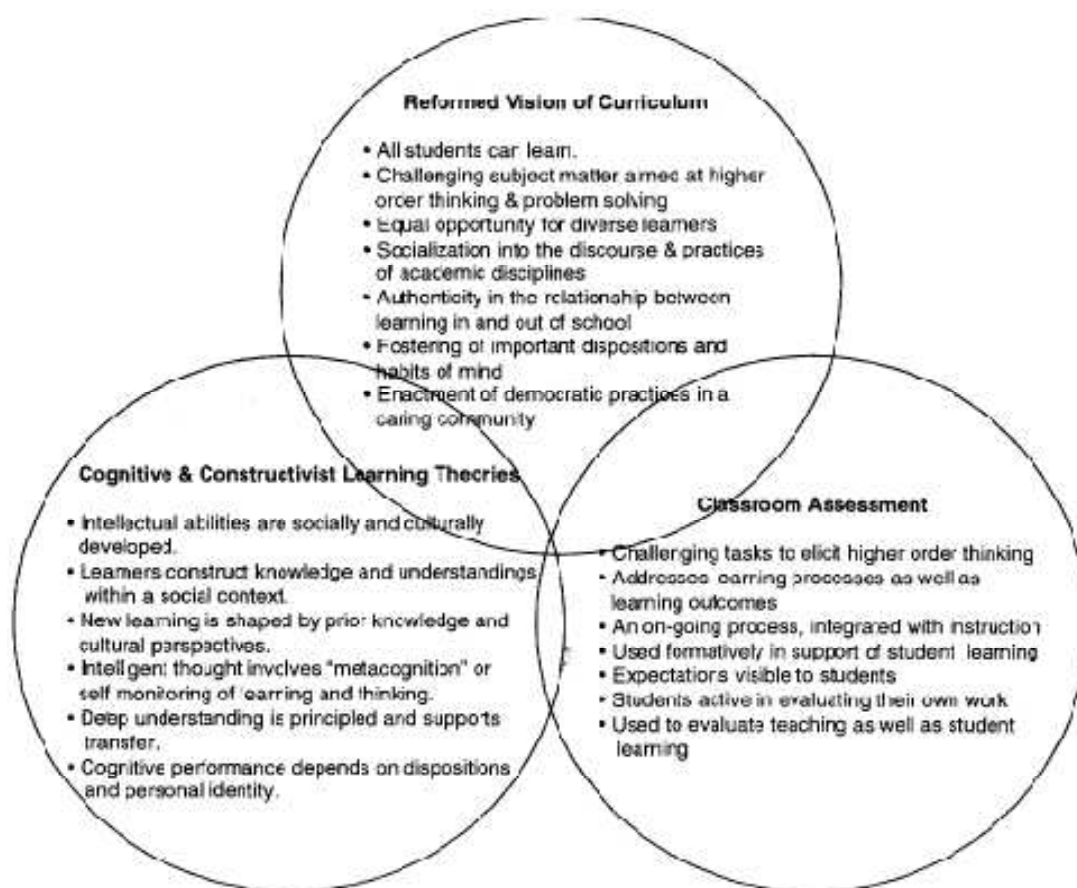 Reformed Vision of Curriculum
• All students can learn.
• Challenging subject matter aimed at higher
order thinking & problem solving
• Equal opportunity for diverse learners
• Socialization into the discourse & practices
of academic disciplines
• Authenticity in the relationship between
learning in and out of school
• Fostering of important dispositions and
habits of mind
• Enactment of democratic practices in a
caring community
Cognitive & Constructivist Learning Theories
• Intellectual abilities are socially and culturally
developed.
• Learners construct knowledge and understandings
within a social context.
• New learning is shaped by prior knowledge and
cultural perspectives.
• Intelligent thought involves "metacognition" or
self monitoring of learning and thinking.
• Deep understanding is principled and supports
transfer.
• Cognitive performance depends on dispositions
and personal identity.
Classroom Assessment
• Challenging tasks to elicit higher order thinking
• Addresses learning processes as well as
learning outcomes
• An on-going process, integrated with instruction
• Used formatively in support of student learning
• Expectations visible to students
• Students active in evaluating their own work
• Used to evaluate teaching as well as student
learning